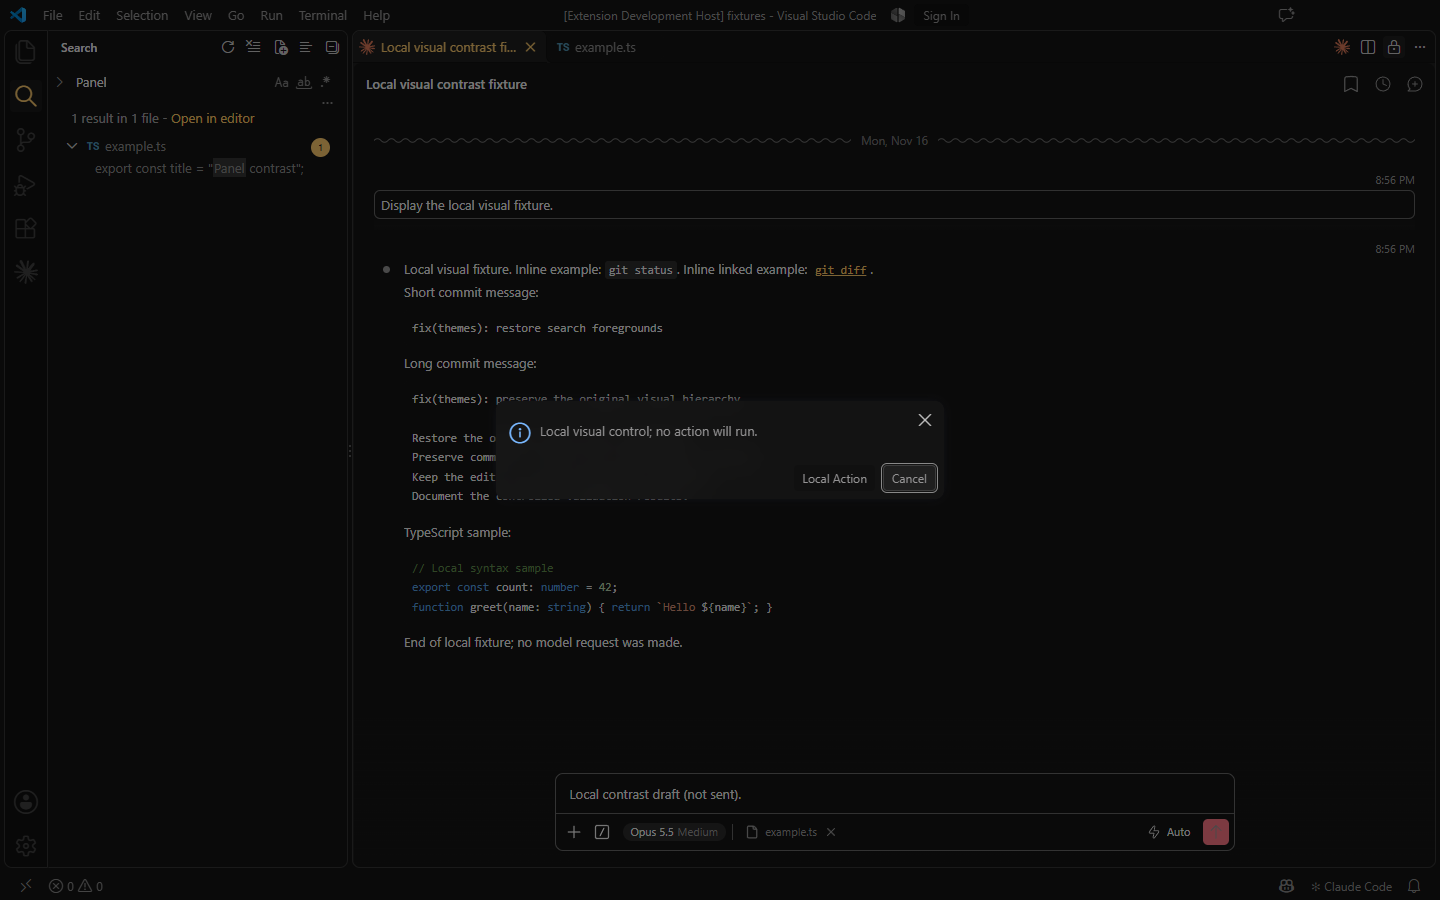 File Edit Selection View Go Run Terminal Help
[Extension Development Host] fixtures - Visual Studio Code
Sign In
Search
Panel
Aa ab .*
1 result in 1 file - Open in editor
TS example.ts
1
export const title = "Panel contrast";
Local visual contrast fi...
TS example.ts
Local visual contrast fixture
Mon, Nov 16
8:56 PM
Display the local visual fixture.
8:56 PM
Local visual fixture. Inline example: git status. Inline linked example: git diff.
Short commit message:
fix(themes): restore search foregrounds
Long commit message:
fix(themes): preserve the original visual hierarchy
Restore the
Preserve
Keep the
Document the
Local visual control; no action will run.
Local Action
Cancel
TypeScript sample:
// Local syntax sample
export const count: number = 42;
function greet(name: string) { return `Hello ${name}`; }
End of local fixture; no model request was made.
Local contrast draft (not sent).
Opus 5.5 Medium
example.ts
Auto
0 0
Claude Code